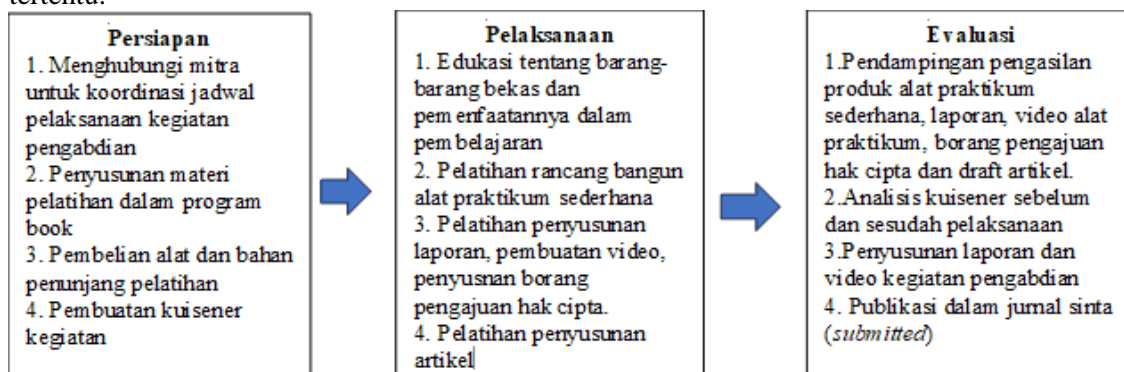 tertentu.
Persiapan
1. Menghubungi mitra
untuk koordinasi jadwal
pelaksanaan kegiatan
pengabdian
2. Penyusunan materi
pelatihan dalam program
book
3. Pembelian alat dan bahan
penunjang pelatihan
4. Pembuatan kuisener
kegiatan
Pelaksanaan
1. Edukasi tentang barang-
barang bekas dan
pemenfaatannya dalam
pembelajaran
2. Pelatihan rancang bangun
alat praktikum sederhana
3. Pelatihan penyusunan
laporan, pembuatan video,
penyusnan borang
pengajuan hak cipta.
4. Pelatihan penyusunan
artikel
Evaluasi
1.Pendampingan pengasilan
produk alat praktikum
sederhana, laporan, video alat
praktikum, borang pengajuan
hak cipta dan draft artikel.
2.Analisis kuisener sebelum
dan sesudah pelaksanaan
3.Penyusunan laporan dan
video kegiatan pengabdian
4. Publikasi dalam jurnal sinta
(submitted)